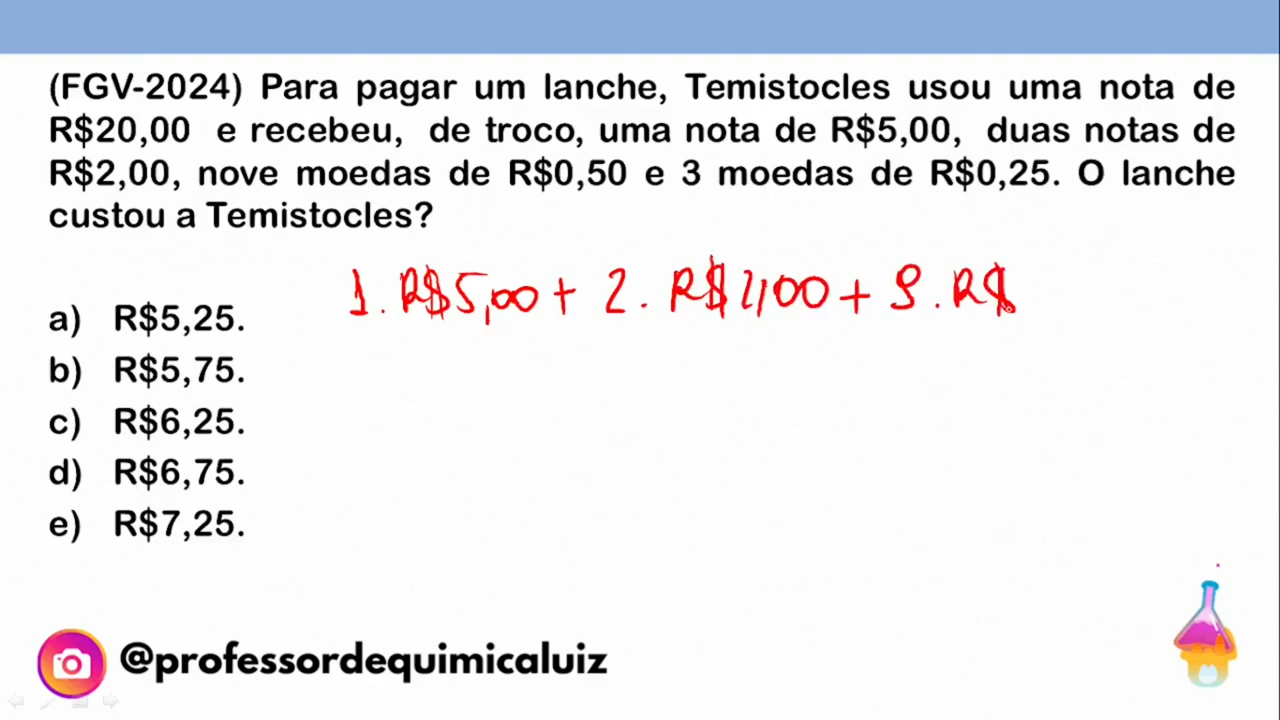 (FGV-2024) Para pagar um lanche, Temistocles usou uma nota de
R$20,00 e recebeu, de troco, uma nota de R$5,00, duas notas de
R$2,00, nove moedas de R$0,50 e 3 moedas de R$0,25. O lanche
custou a Temistocles?
1. R$5,00 + 2. R$2,00 + 9. R$
a) R$5,25.
b) R$5,75.
c) R$6,25.
d) R$6,75.
e) R$7,25.
@professordequimicaluiz